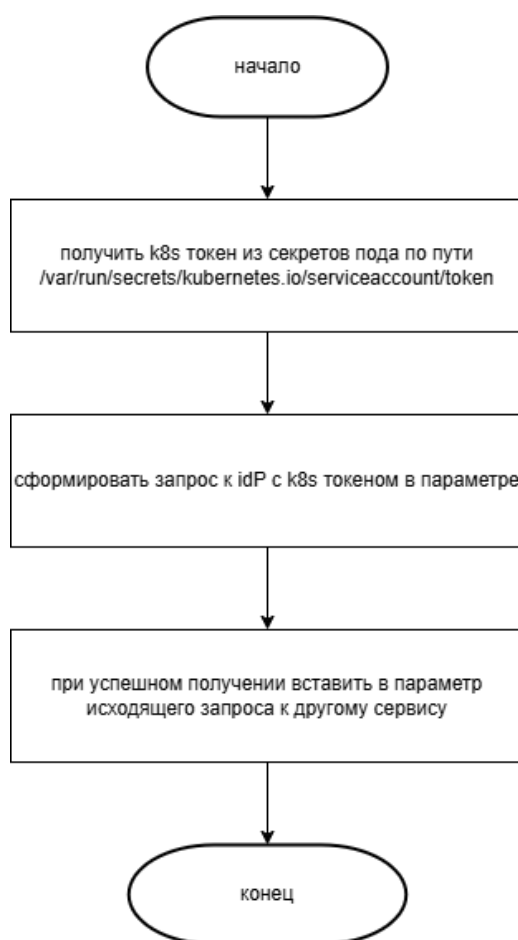 начало
получить k8s токен из секретов пода по пути
/var/run/secrets/kubernetes.io/serviceaccount/token
сформировать запрос к idP с k8s токеном в параметре
при успешном получении вставить в параметр
исходящего запроса к другому сервису
конец